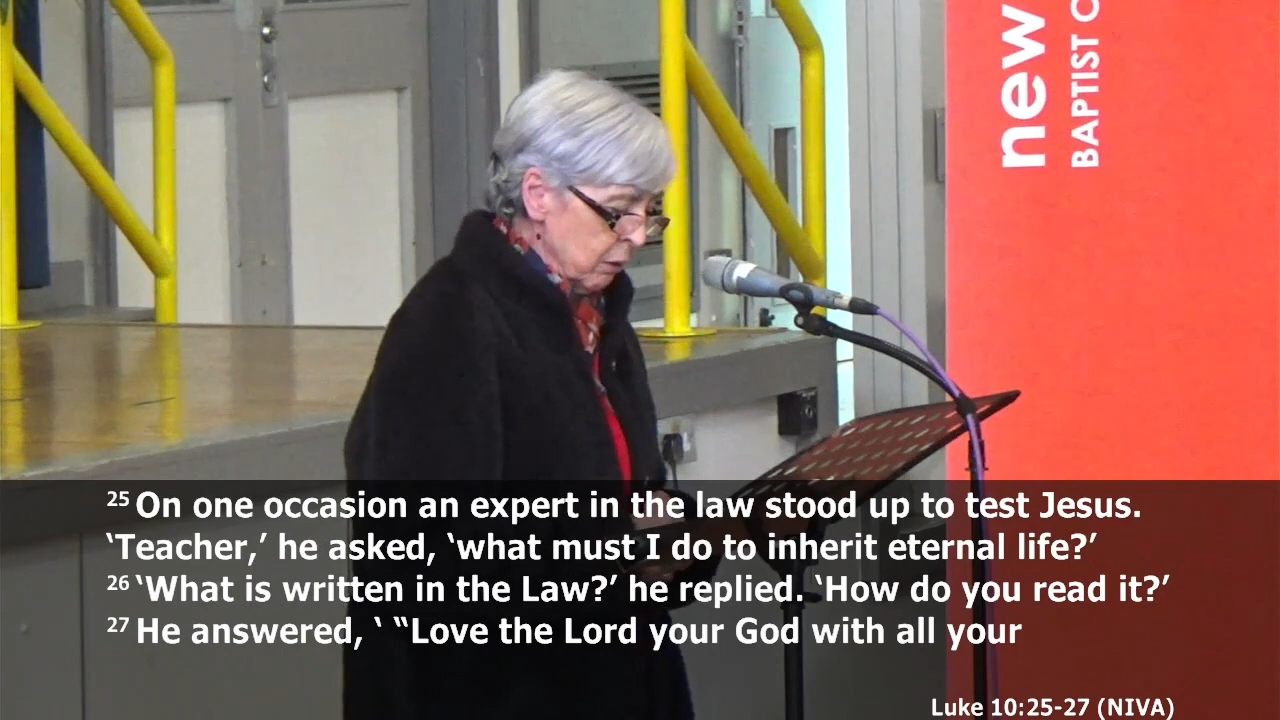 new
BAPTIST C
²⁵ On one occasion an expert in the law stood up to test Jesus.
‘Teacher,’ he asked, ‘what must I do to inherit eternal life?’
²⁶ ‘What is written in the Law?’ he replied. ‘How do you read it?’
²⁷ He answered, ‘ “Love the Lord your God with all your
Luke 10:25-27 (NIVA)